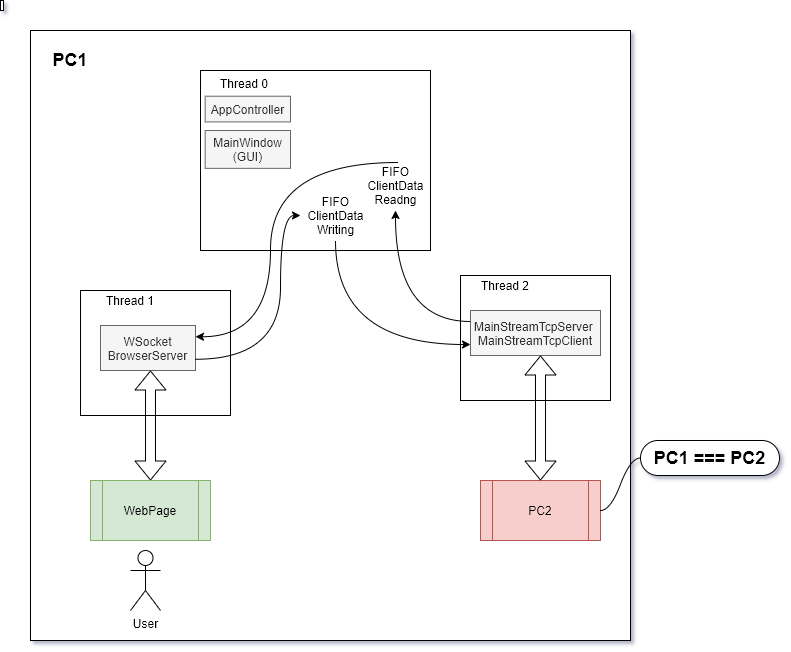 PC1
Thread 0
AppController
MainWindow
(GUI)
FIFO
ClientData
Readng
FIFO
ClientData
Writing
Thread 1
WSocket
BrowserServer
Thread 2
MainStreamTcpServer
MainStreamTcpClient
PC1 === PC2
WebPage
PC2
User